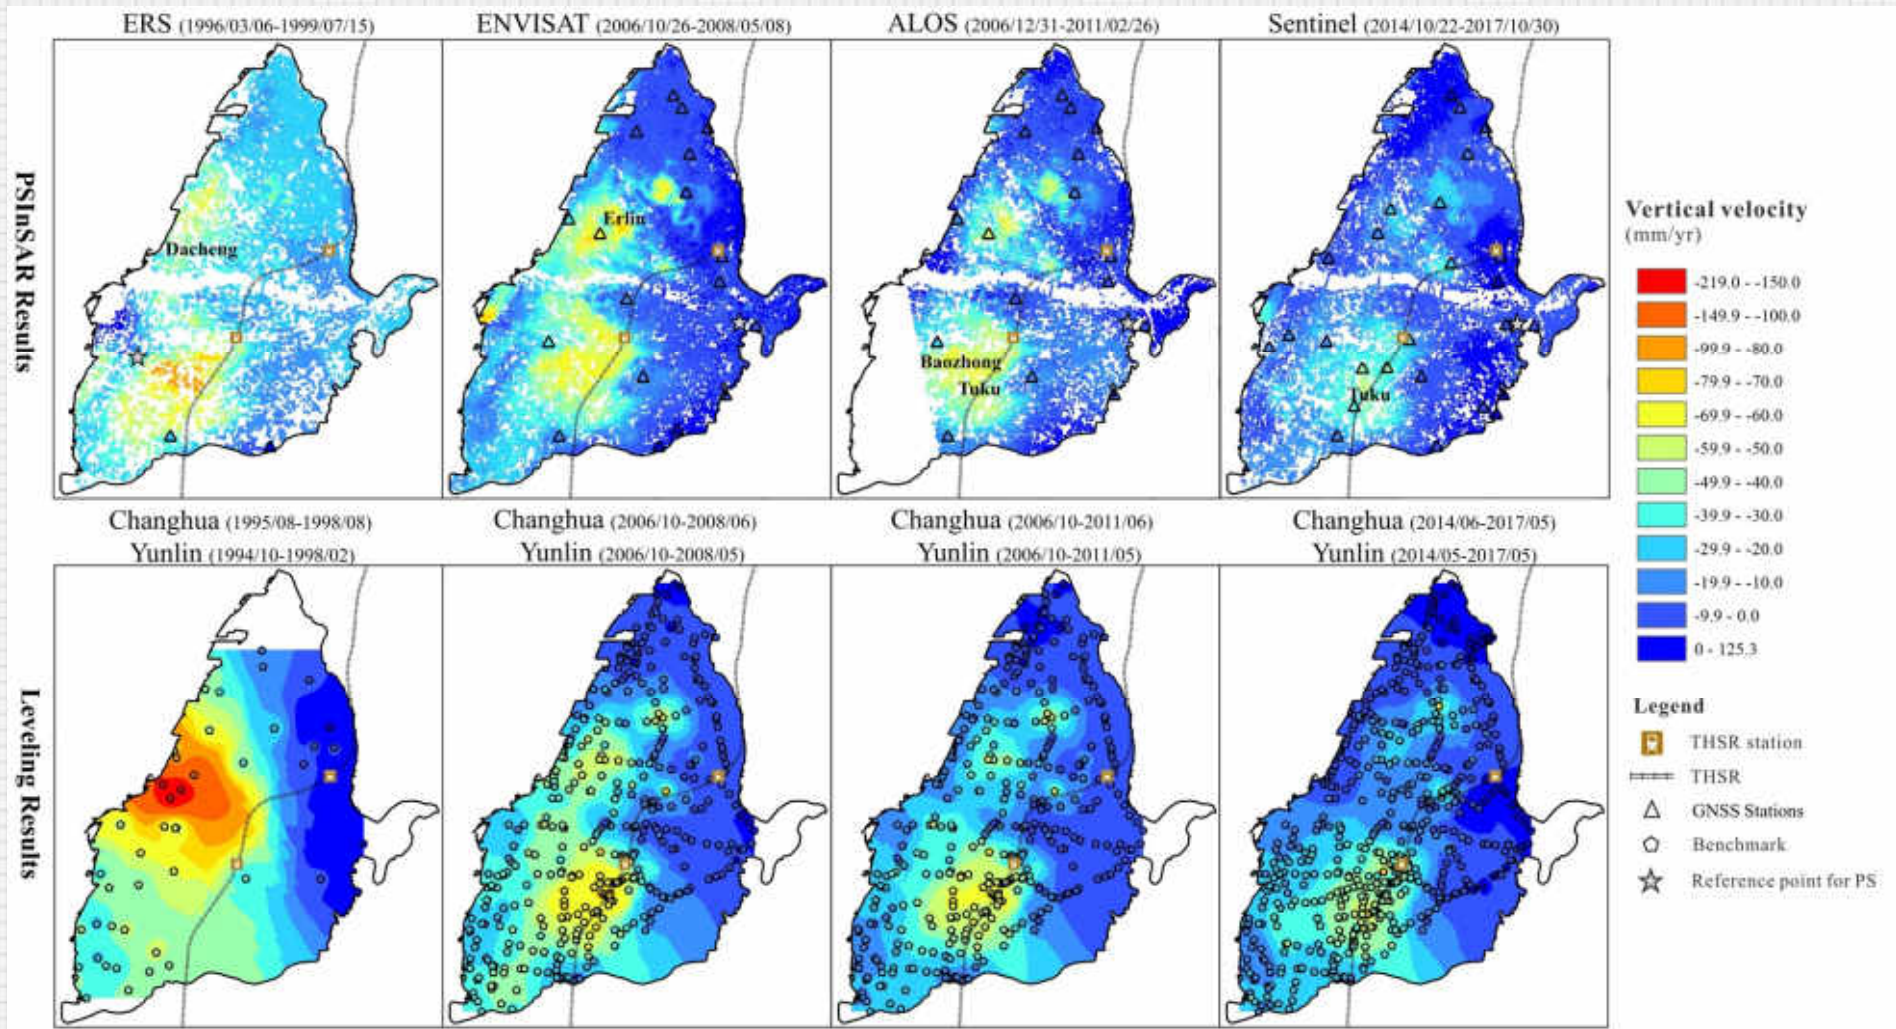 ERS (1996/03/06-1999/07/15)
ENVISAT (2006/10/26-2008/05/08)
ALOS (2006/12/31-2011/02/26)
Sentinel (2014/10/22-2017/10/30)
PSInSAR Results
Dacheng
Erlin
Baozhong
Tuku
Tuku
Changhua (1995/08-1998/08)
Yunlin (1994/10-1998/02)
Changhua (2006/10-2008/06)
Yunlin (2006/10-2008/05)
Changhua (2006/10-2011/06)
Yunlin (2006/10-2011/05)
Changhua (2014/06-2017/05)
Yunlin (2014/05-2017/05)
Leveling Results
Vertical velocity
(mm/yr)
-219.0 - -150.0
-149.9 - -100.0
-99.9 - -80.0
-79.9 - -70.0
-69.9 - -60.0
-59.9 - -50.0
-49.9 - -40.0
-39.9 - -30.0
-29.9 - -20.0
-19.9 - -10.0
-9.9 - 0.0
0 - 125.3
Legend
THSR station
THSR
GNSS Stations
Benchmark
Reference point for PS